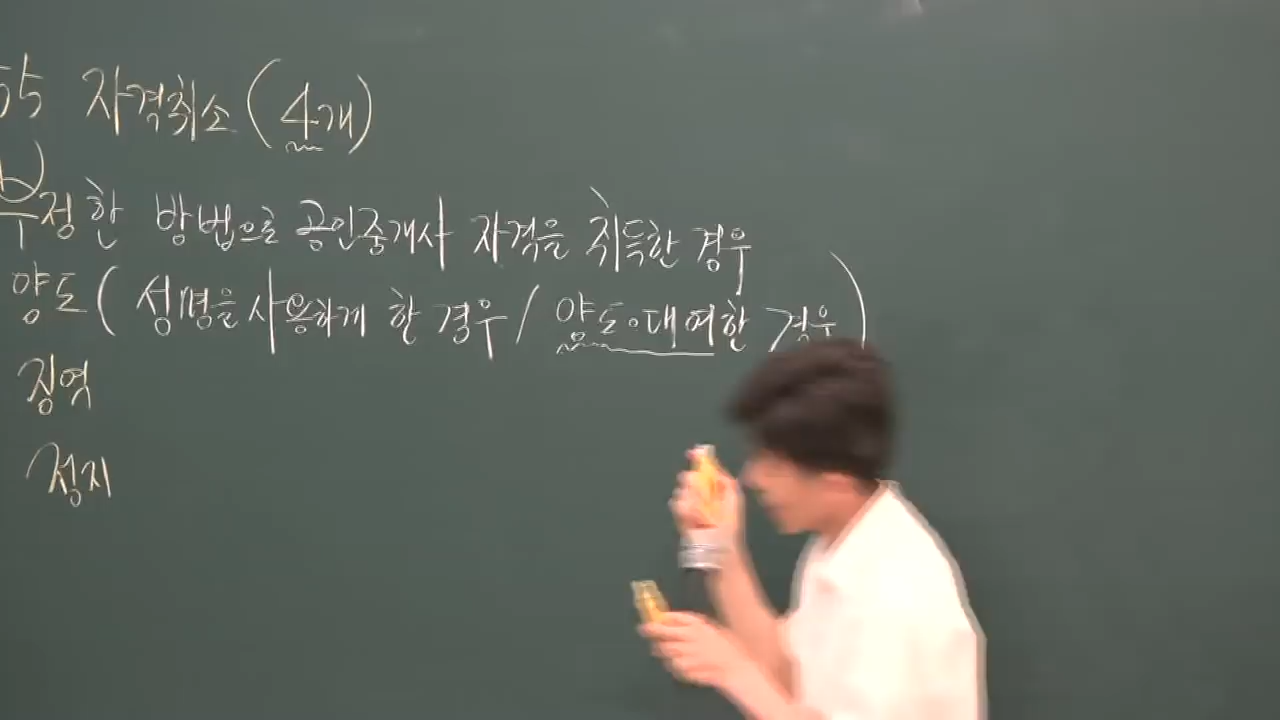 55 자격취소 (4개)
부정한 방법으로 공인중개사 자격을 취득한 경우
양도 ( 성명을 사용하게 한 경우 / 양도·대여한 경우 )
징역
정지